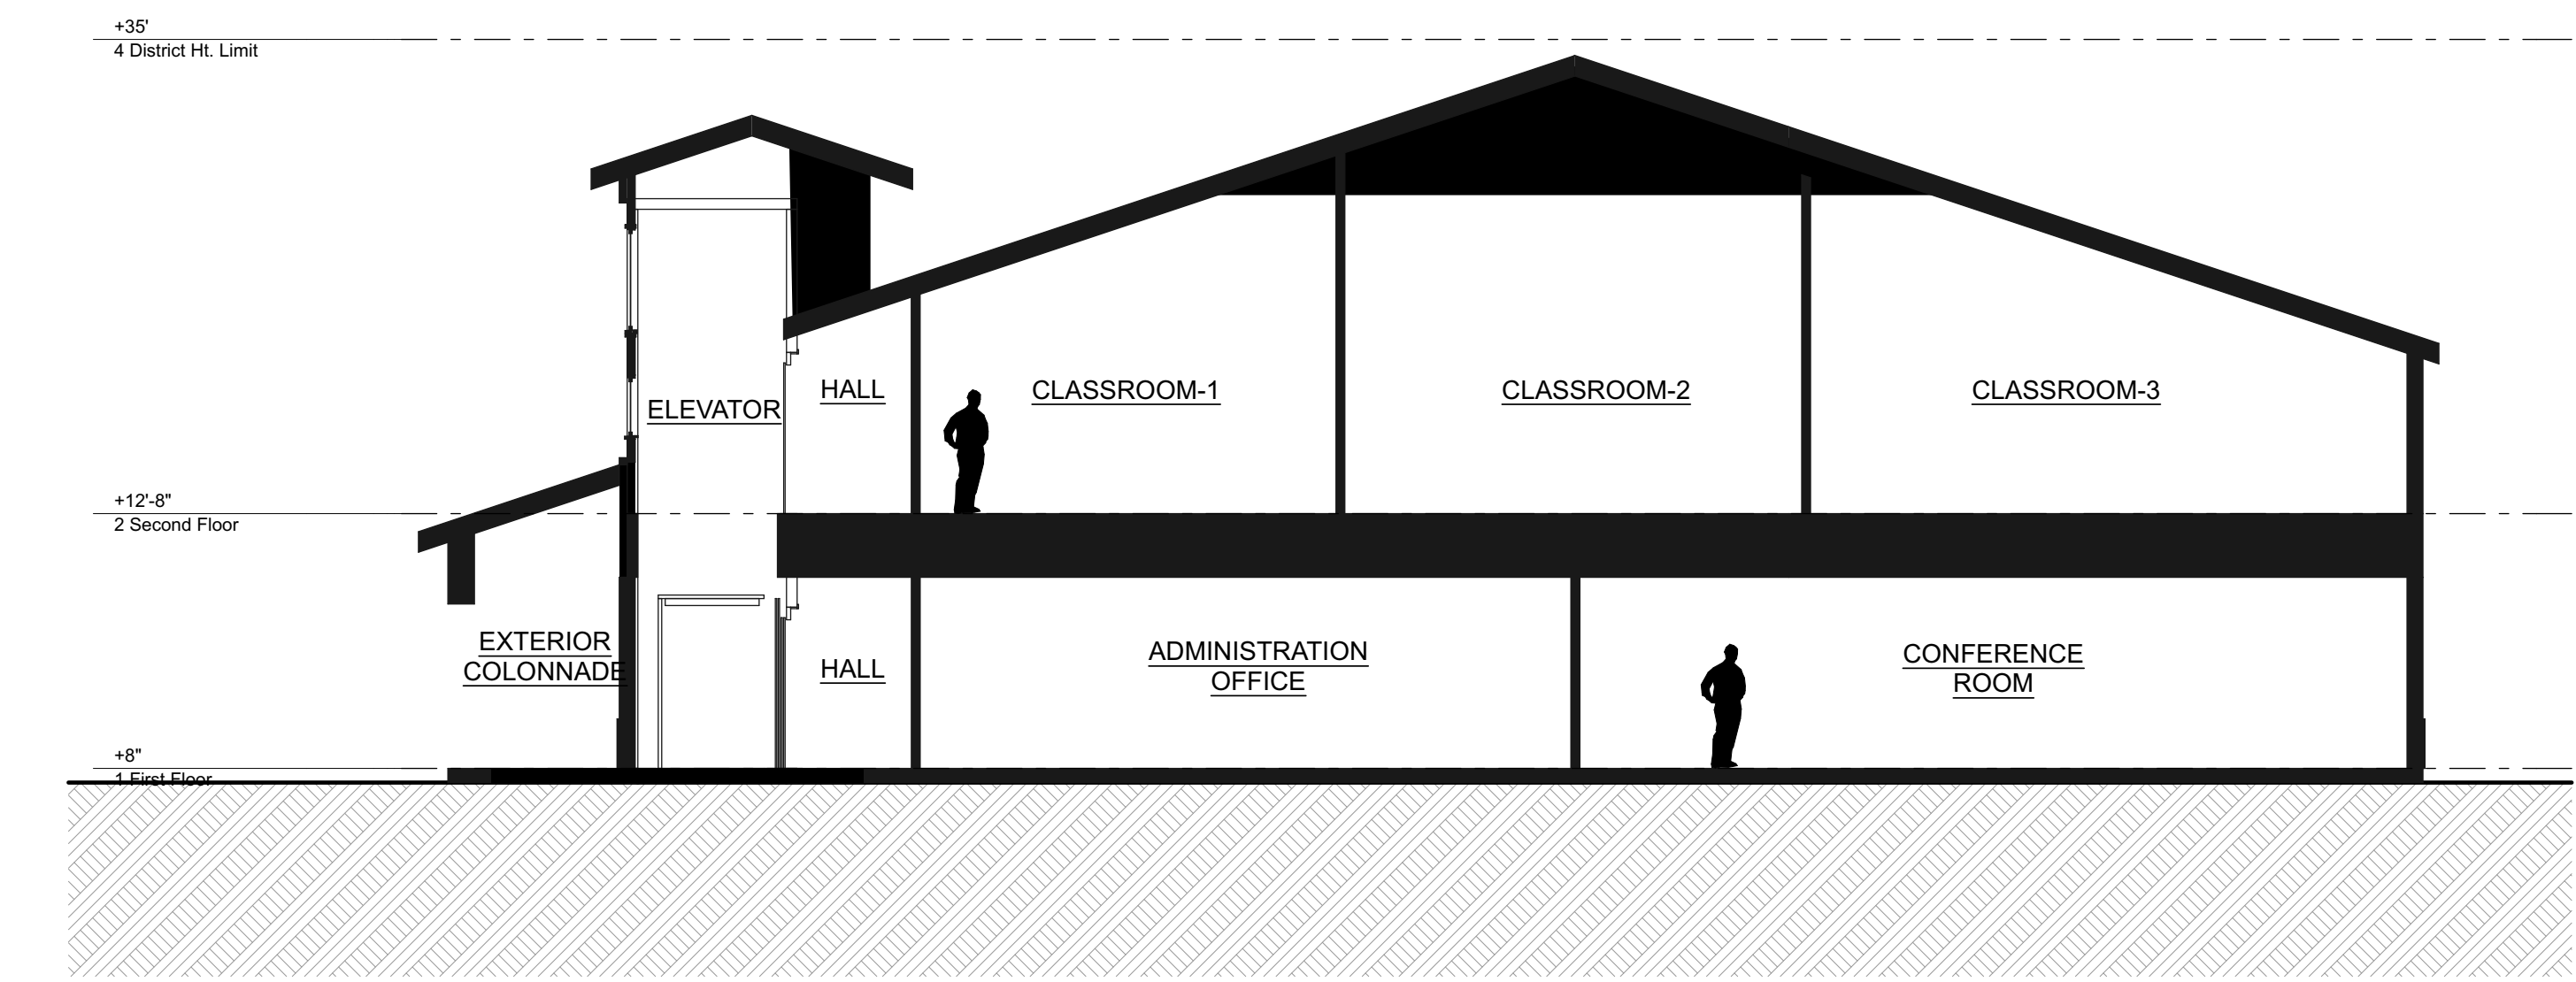 +35'
4 District Ht. Limit
HALL
CLASSROOM-1
CLASSROOM-2
CLASSROOM-3
ELEVATOR
+12'-8"
2 Second Floor
EXTERIOR
COLONNADE
HALL
ADMINISTRATION
OFFICE
CONFERENCE
ROOM
+8"
1 First Floor